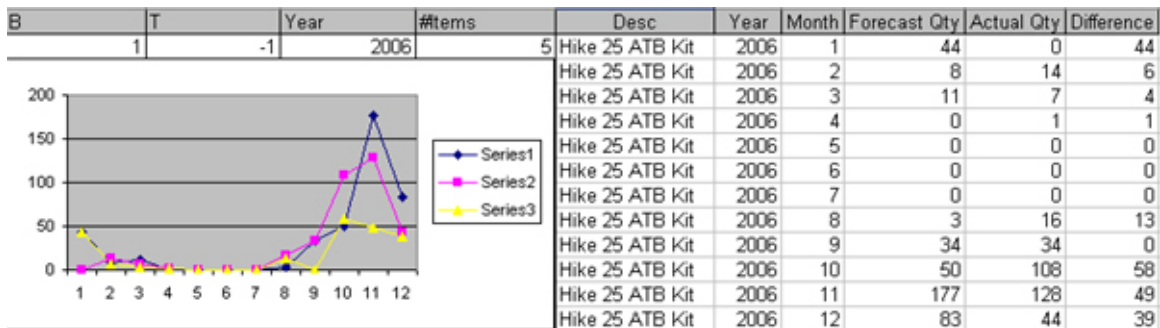 B T Year #Items Desc Year Month Forecast Qty Actual Qty Difference
1 -1 2006 5 Hike 25 ATB Kit 2006 1 44 0 44
Hike 25 ATB Kit 2006 2 8 14 6
Hike 25 ATB Kit 2006 3 11 7 4
Hike 25 ATB Kit 2006 4 0 1 1
Hike 25 ATB Kit 2006 5 0 0 0
Hike 25 ATB Kit 2006 6 0 0 0
Hike 25 ATB Kit 2006 7 0 0 0
Hike 25 ATB Kit 2006 8 3 16 13
Hike 25 ATB Kit 2006 9 34 34 0
Hike 25 ATB Kit 2006 10 50 108 58
Hike 25 ATB Kit 2006 11 177 128 49
Hike 25 ATB Kit 2006 12 83 44 39
200
150
100
50
0
1 2 3 4 5 6 7 8 9 10 11 12
Series1
Series2
Series3